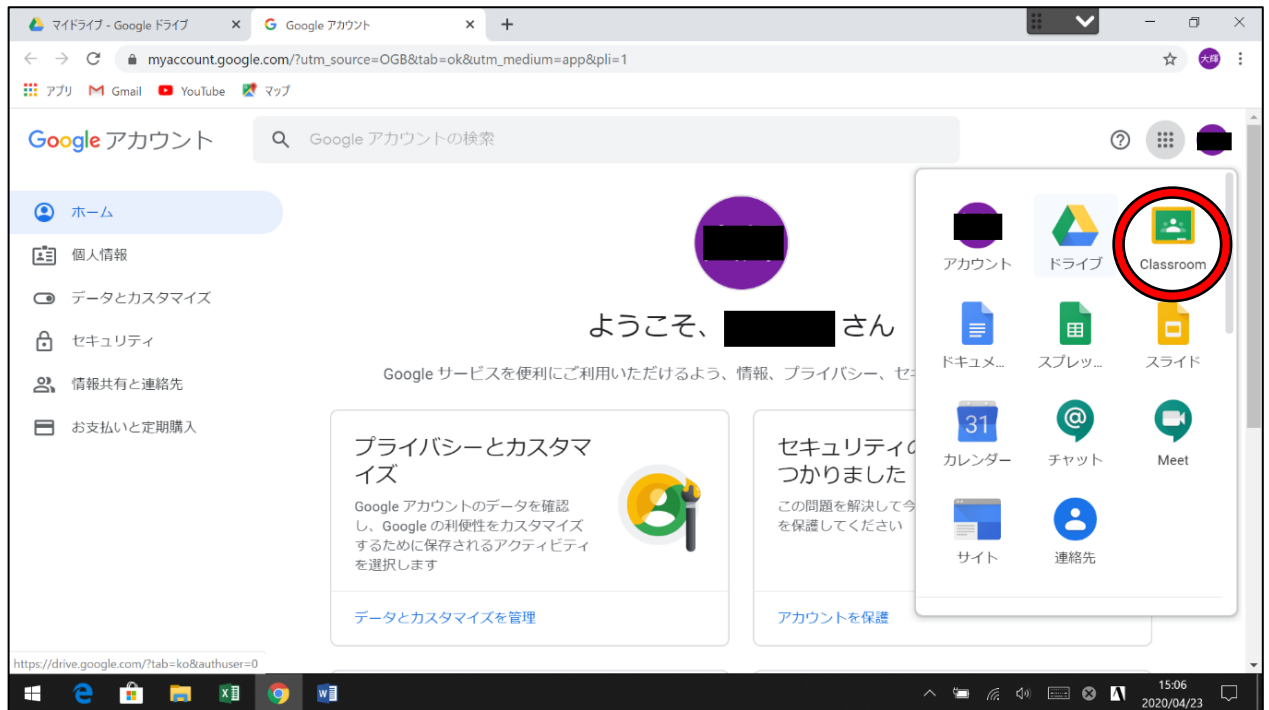 マイドライブ - Google ドライブ
Google アカウント
myaccount.google.com/?utm_source=OGB&tab=ok&utm_medium=app&pli=1
大輝
アプリ
Gmail
YouTube
マップ
Google アカウント
Google アカウントの検索
ホーム
個人情報
データとカスタマイズ
セキュリティ
情報共有と連絡先
お支払いと定期購入
ようこそ、
さん
Google サービスを便利にご利用いただけるよう、情報、プライバシー、セキ
プライバシーとカスタマ
イズ
Google アカウントのデータを確認
し、Google の利便性をカスタマイズ
するために保存されるアクティビティ
を選択します
データとカスタマイズを管理
セキュリティの
つかりました
この問題を解決して今
を保護してください
アカウントを保護
アカウント
ドライブ
Classroom
ドキュメ...
スプレッ...
スライド
31
カレンダー
チャット
Meet
サイト
連絡先
https://drive.google.com/?tab=ko&authuser=0
15:06
2020/04/23